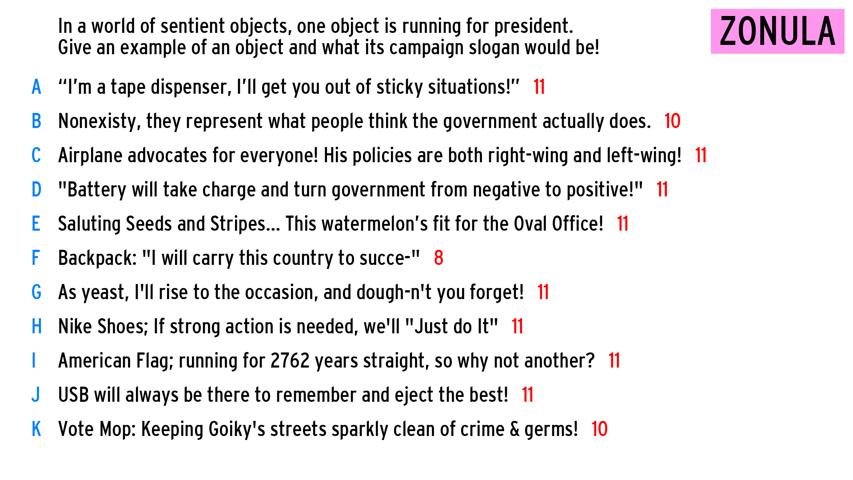 In a world of sentient objects, one object is running for president.
Give an example of an object and what its campaign slogan would be!
ZONULA
A “I’m a tape dispenser, I’ll get you out of sticky situations!” 11
B Nonexisty, they represent what people think the government actually does. 10
C Airplane advocates for everyone! His policies are both right-wing and left-wing! 11
D "Battery will take charge and turn government from negative to positive!" 11
E Saluting Seeds and Stripes... This watermelon’s fit for the Oval Office! 11
F Backpack: "I will carry this country to succe-" 8
G As yeast, I'll rise to the occasion, and dough-n't you forget! 11
H Nike Shoes; If strong action is needed, we'll "Just do It" 11
I American Flag; running for 2762 years straight, so why not another? 11
J USB will always be there to remember and eject the best! 11
K Vote Mop: Keeping Goiky's streets sparkly clean of crime & germs! 10